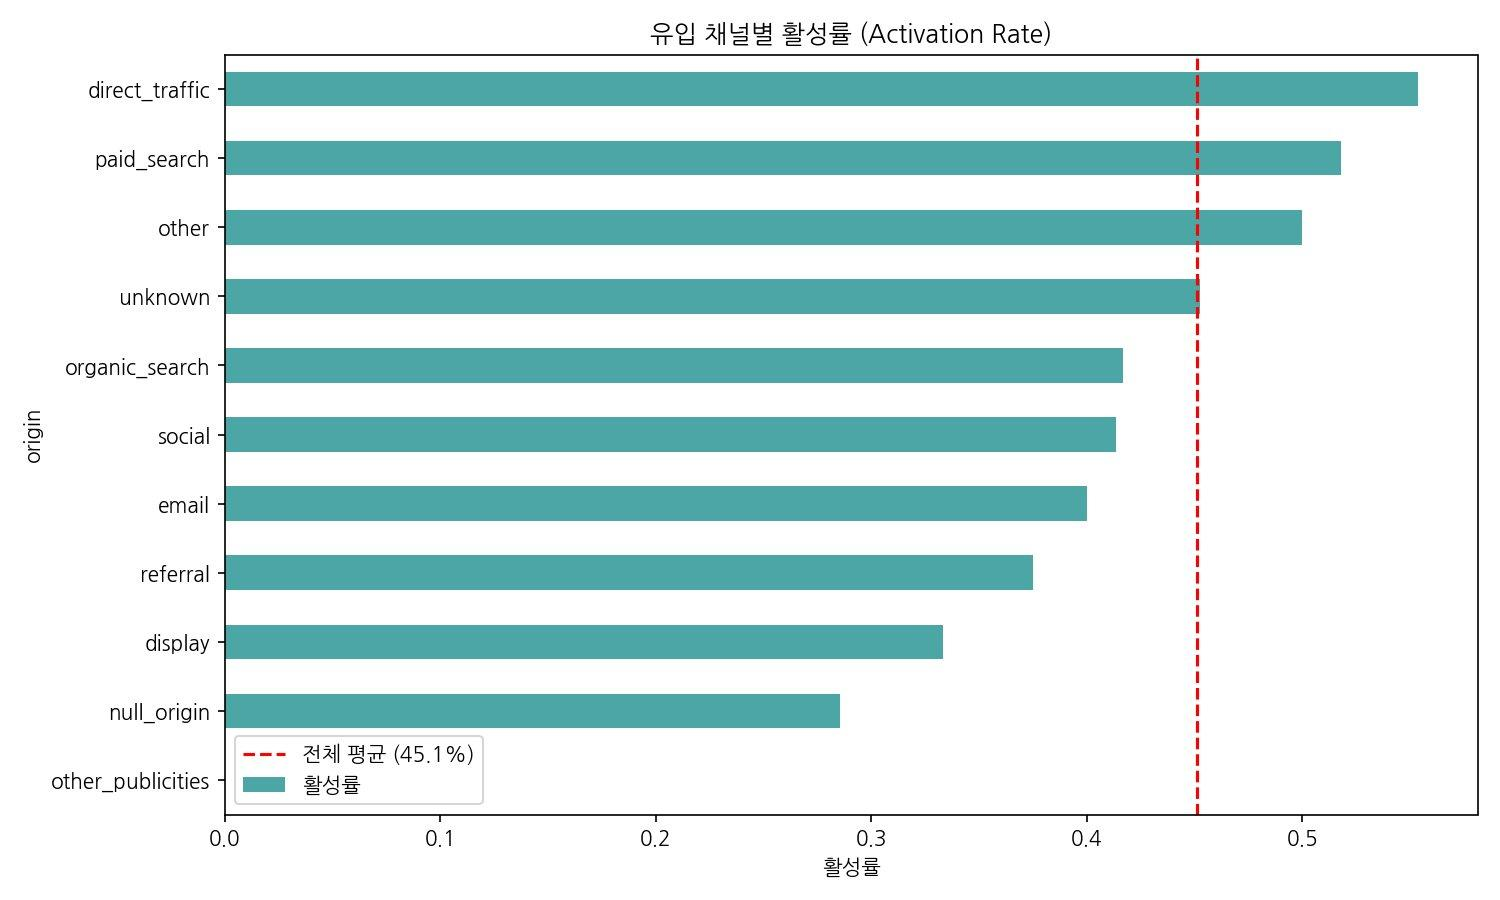 유입 채널별 활성률 (Activation Rate)
direct_traffic
paid_search
other
unknown
organic_search
social
email
referral
display
null_origin
other_publicities
origin
전체 평균 (45.1%)
활성률
0.0 0.1 0.2 0.3 0.4 0.5
활성률